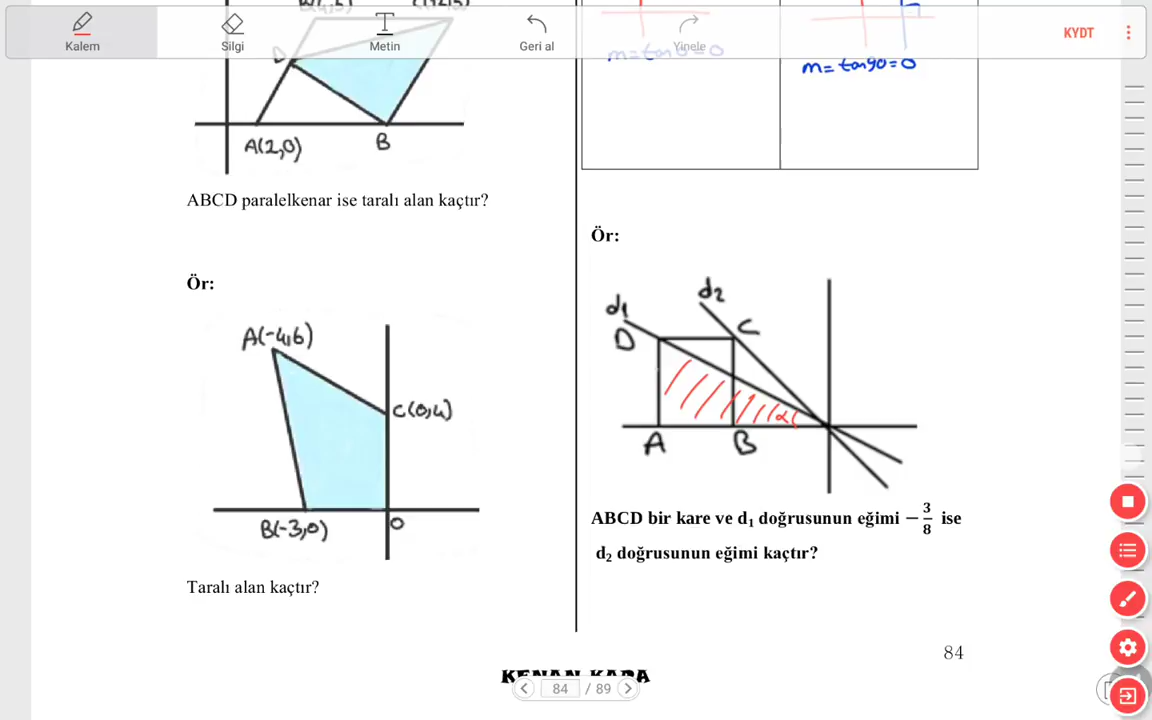 Kalem
Silgi
Metin
Geri al
Yinele
KYDT
D
A(2,0)
B
ABCD paralelkenar ise taralı alan kaçtır?
Ör:
A(-4,6)
C(0,4)
B(-3,0)
O
Taralı alan kaçtır?
m= tan0=0
m= tan90=0
Ör:
d1
d2
D
C
α
A
B
ABCD bir kare ve d₁ doğrusunun eğimi −3/8 ise
d₂ doğrusunun eğimi kaçtır?
84
KENAN KARA
84 / 89